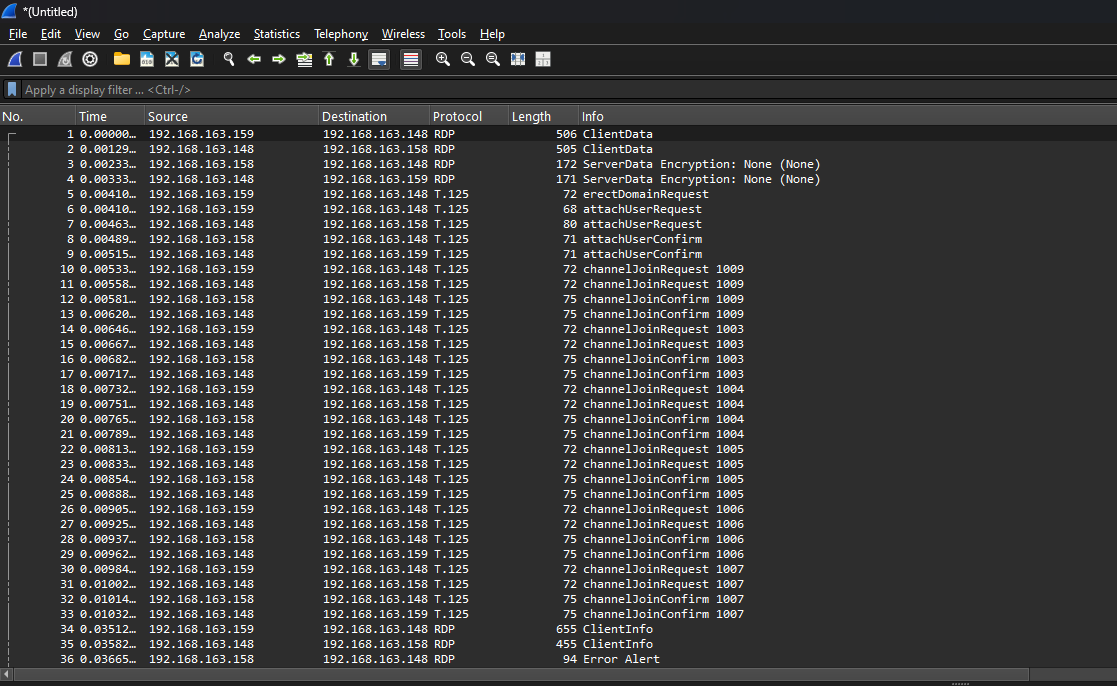 *(Untitled)
File Edit View Go Capture Analyze Statistics Telephony Wireless Tools Help
Apply a display filter ... <Ctrl-/>
No. Time Source Destination Protocol Length Info
1 0.00000… 192.168.163.159 192.168.163.148 RDP 506 ClientData
2 0.00129… 192.168.163.148 192.168.163.158 RDP 505 ClientData
3 0.00233… 192.168.163.158 192.168.163.148 RDP 172 ServerData Encryption: None (None)
4 0.00333… 192.168.163.148 192.168.163.159 RDP 171 ServerData Encryption: None (None)
5 0.00410… 192.168.163.159 192.168.163.148 T.125 72 erectDomainRequest
6 0.00410… 192.168.163.159 192.168.163.148 T.125 68 attachUserRequest
7 0.00463… 192.168.163.148 192.168.163.158 T.125 80 attachUserRequest
8 0.00489… 192.168.163.158 192.168.163.148 T.125 71 attachUserConfirm
9 0.00515… 192.168.163.148 192.168.163.159 T.125 71 attachUserConfirm
10 0.00533… 192.168.163.159 192.168.163.148 T.125 72 channelJoinRequest 1009
11 0.00558… 192.168.163.148 192.168.163.158 T.125 72 channelJoinRequest 1009
12 0.00581… 192.168.163.158 192.168.163.148 T.125 75 channelJoinConfirm 1009
13 0.00620… 192.168.163.148 192.168.163.159 T.125 75 channelJoinConfirm 1009
14 0.00646… 192.168.163.159 192.168.163.148 T.125 72 channelJoinRequest 1003
15 0.00667… 192.168.163.148 192.168.163.158 T.125 72 channelJoinRequest 1003
16 0.00682… 192.168.163.158 192.168.163.148 T.125 75 channelJoinConfirm 1003
17 0.00717… 192.168.163.148 192.168.163.159 T.125 75 channelJoinConfirm 1003
18 0.00732… 192.168.163.159 192.168.163.148 T.125 72 channelJoinRequest 1004
19 0.00751… 192.168.163.148 192.168.163.158 T.125 72 channelJoinRequest 1004
20 0.00765… 192.168.163.158 192.168.163.148 T.125 75 channelJoinConfirm 1004
21 0.00789… 192.168.163.148 192.168.163.159 T.125 75 channelJoinConfirm 1004
22 0.00813… 192.168.163.159 192.168.163.148 T.125 72 channelJoinRequest 1005
23 0.00833… 192.168.163.148 192.168.163.158 T.125 72 channelJoinRequest 1005
24 0.00854… 192.168.163.158 192.168.163.148 T.125 75 channelJoinConfirm 1005
25 0.00888… 192.168.163.148 192.168.163.159 T.125 75 channelJoinConfirm 1005
26 0.00905… 192.168.163.159 192.168.163.148 T.125 72 channelJoinRequest 1006
27 0.00925… 192.168.163.148 192.168.163.158 T.125 72 channelJoinRequest 1006
28 0.00937… 192.168.163.158 192.168.163.148 T.125 75 channelJoinConfirm 1006
29 0.00962… 192.168.163.148 192.168.163.159 T.125 75 channelJoinConfirm 1006
30 0.00984… 192.168.163.159 192.168.163.148 T.125 72 channelJoinRequest 1007
31 0.01002… 192.168.163.148 192.168.163.158 T.125 72 channelJoinRequest 1007
32 0.01014… 192.168.163.158 192.168.163.148 T.125 75 channelJoinConfirm 1007
33 0.01032… 192.168.163.148 192.168.163.159 T.125 75 channelJoinConfirm 1007
34 0.03512… 192.168.163.159 192.168.163.148 RDP 655 ClientInfo
35 0.03582… 192.168.163.148 192.168.163.158 RDP 455 ClientInfo
36 0.03665… 192.168.163.158 192.168.163.148 RDP 94 Error Alert